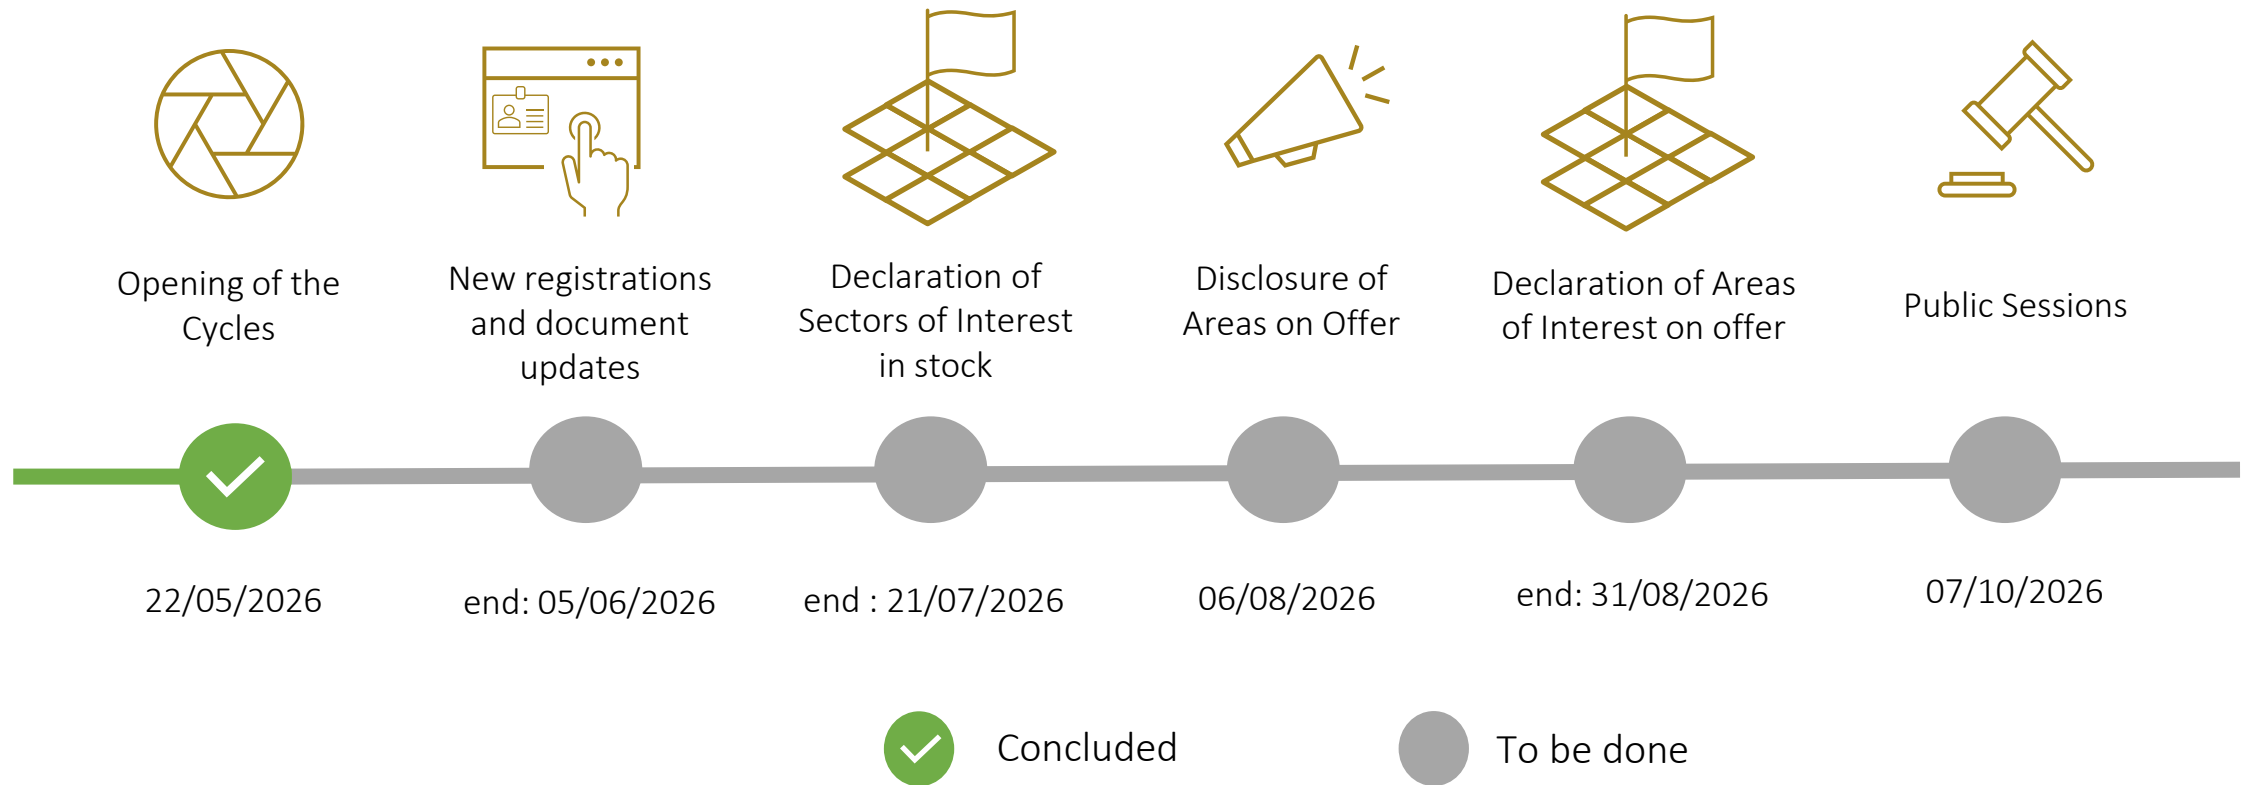 Opening of the
Cycles
New registrations
and document
updates
Declaration of
Sectors of Interest
in stock
Disclosure of
Areas on Offer
Declaration of Areas
of Interest on offer
Public Sessions
22/05/2026
end: 05/06/2026
end : 21/07/2026
06/08/2026
end: 31/08/2026
07/10/2026
Concluded
To be done